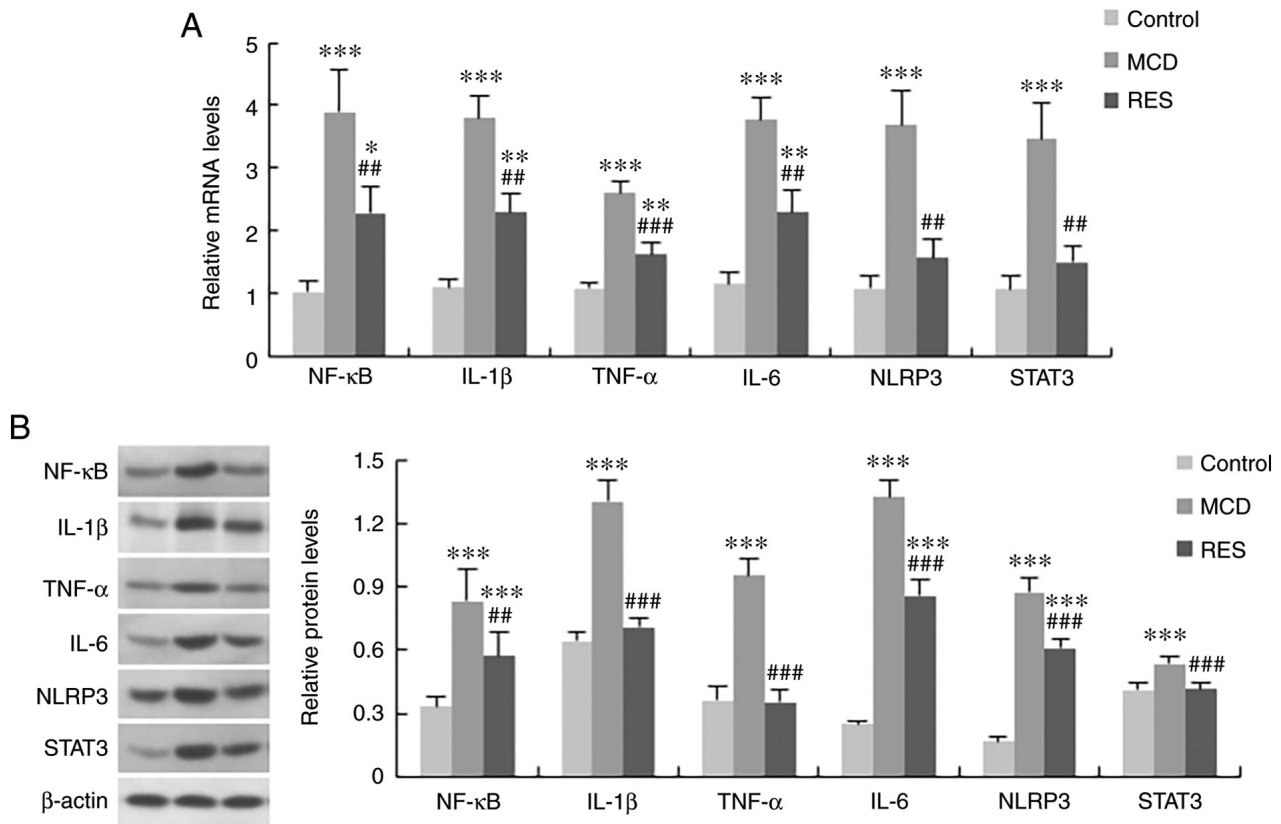 A
Control
MCD
RES
Relative mRNA levels
5
4
3
2
1
0
***
*
##
***
**
##
***
**
###
***
**
##
***
##
***
##
NF-κB
IL-1β
TNF-α
IL-6
NLRP3
STAT3
B
NF-κB
IL-1β
TNF-α
IL-6
NLRP3
STAT3
β-actin
Control
MCD
RES
Relative protein levels
1.5
1.2
0.9
0.6
0.3
0
***
***
##
***
###
***
###
***
***
###
***
***
###
***
###
NF-κB
IL-1β
TNF-α
IL-6
NLRP3
STAT3